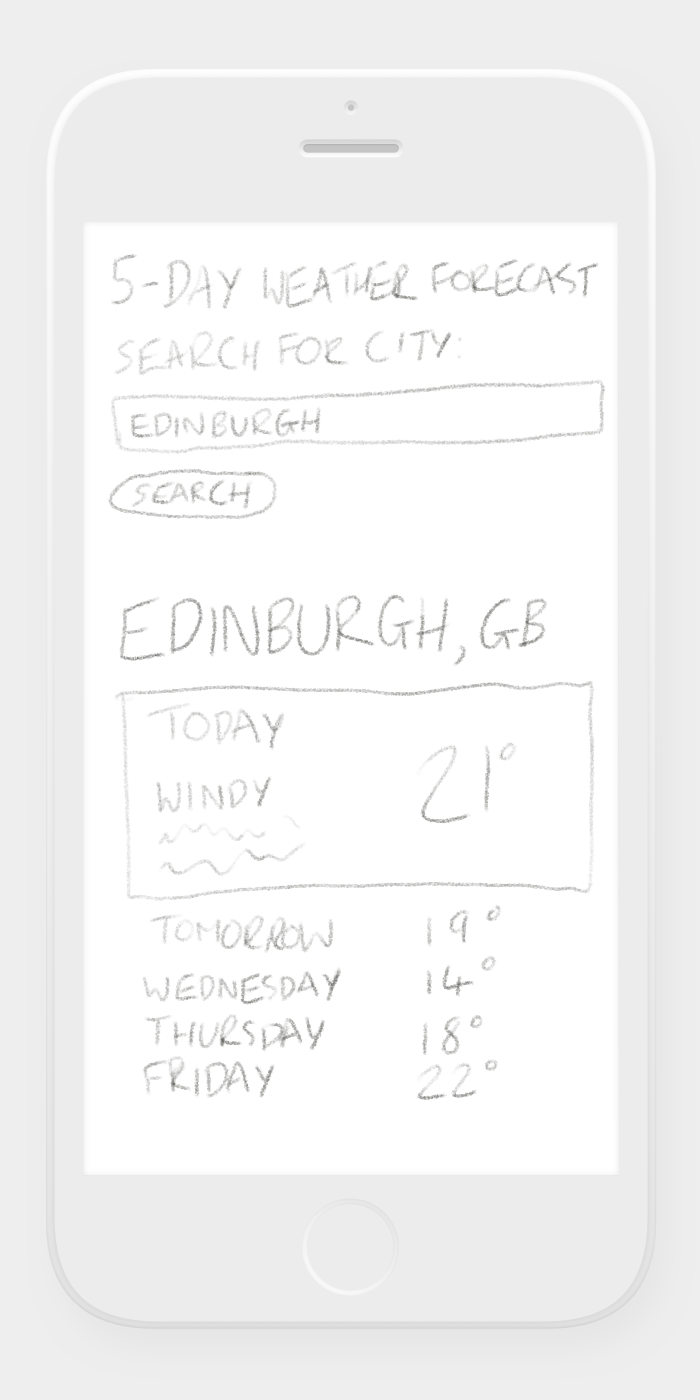 5-DAY WEATHER FORECAST
SEARCH FOR CITY:
EDINBURGH
SEARCH
EDINBURGH, GB
TODAY
WINDY
21°
TOMORROW 19°
WEDNESDAY 14°
THURSDAY 18°
FRIDAY 22°